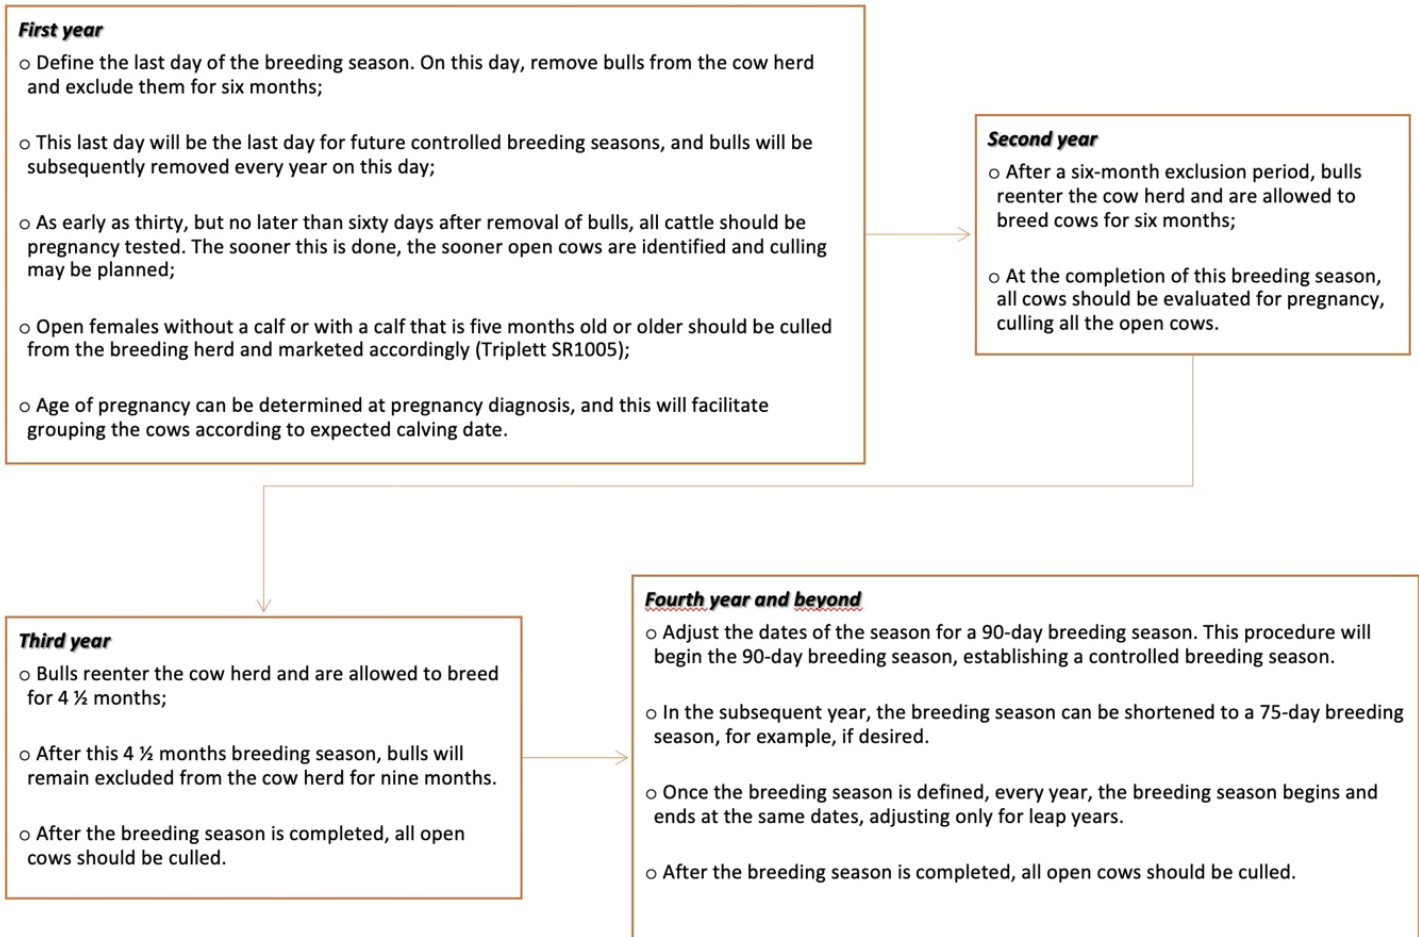 First year
o Define the last day of the breeding season. On this day, remove bulls from the cow herd
and exclude them for six months;
o This last day will be the last day for future controlled breeding seasons, and bulls will be
subsequently removed every year on this day;
o As early as thirty, but no later than sixty days after removal of bulls, all cattle should be
pregnancy tested. The sooner this is done, the sooner open cows are identified and culling
may be planned;
o Open females without a calf or with a calf that is five months old or older should be culled
from the breeding herd and marketed accordingly (Triplett SR1005);
o Age of pregnancy can be determined at pregnancy diagnosis, and this will facilitate
grouping the cows according to expected calving date.
Second year
o After a six-month exclusion period, bulls
reenter the cow herd and are allowed to
breed cows for six months;
o At the completion of this breeding season,
all cows should be evaluated for pregnancy,
culling all the open cows.
Third year
o Bulls reenter the cow herd and are allowed to breed
for 4 ½ months;
o After this 4 ½ months breeding season, bulls will
remain excluded from the cow herd for nine months.
o After the breeding season is completed, all open
cows should be culled.
Fourth year and beyond
o Adjust the dates of the season for a 90-day breeding season. This procedure will
begin the 90-day breeding season, establishing a controlled breeding season.
o In the subsequent year, the breeding season can be shortened to a 75-day breeding
season, for example, if desired.
o Once the breeding season is defined, every year, the breeding season begins and
ends at the same dates, adjusting only for leap years.
o After the breeding season is completed, all open cows should be culled.